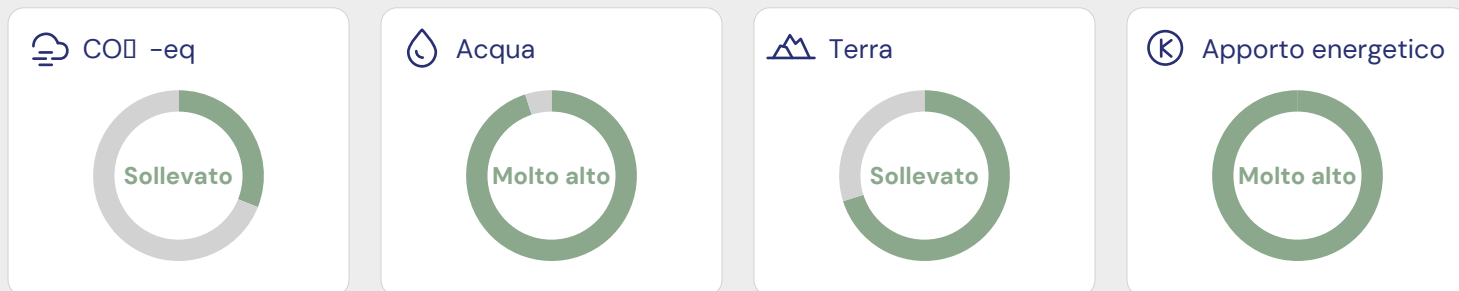 CO▯ -eq
Sollevato
Acqua
Molto alto
Terra
Sollevato
Apporto energetico
Molto alto